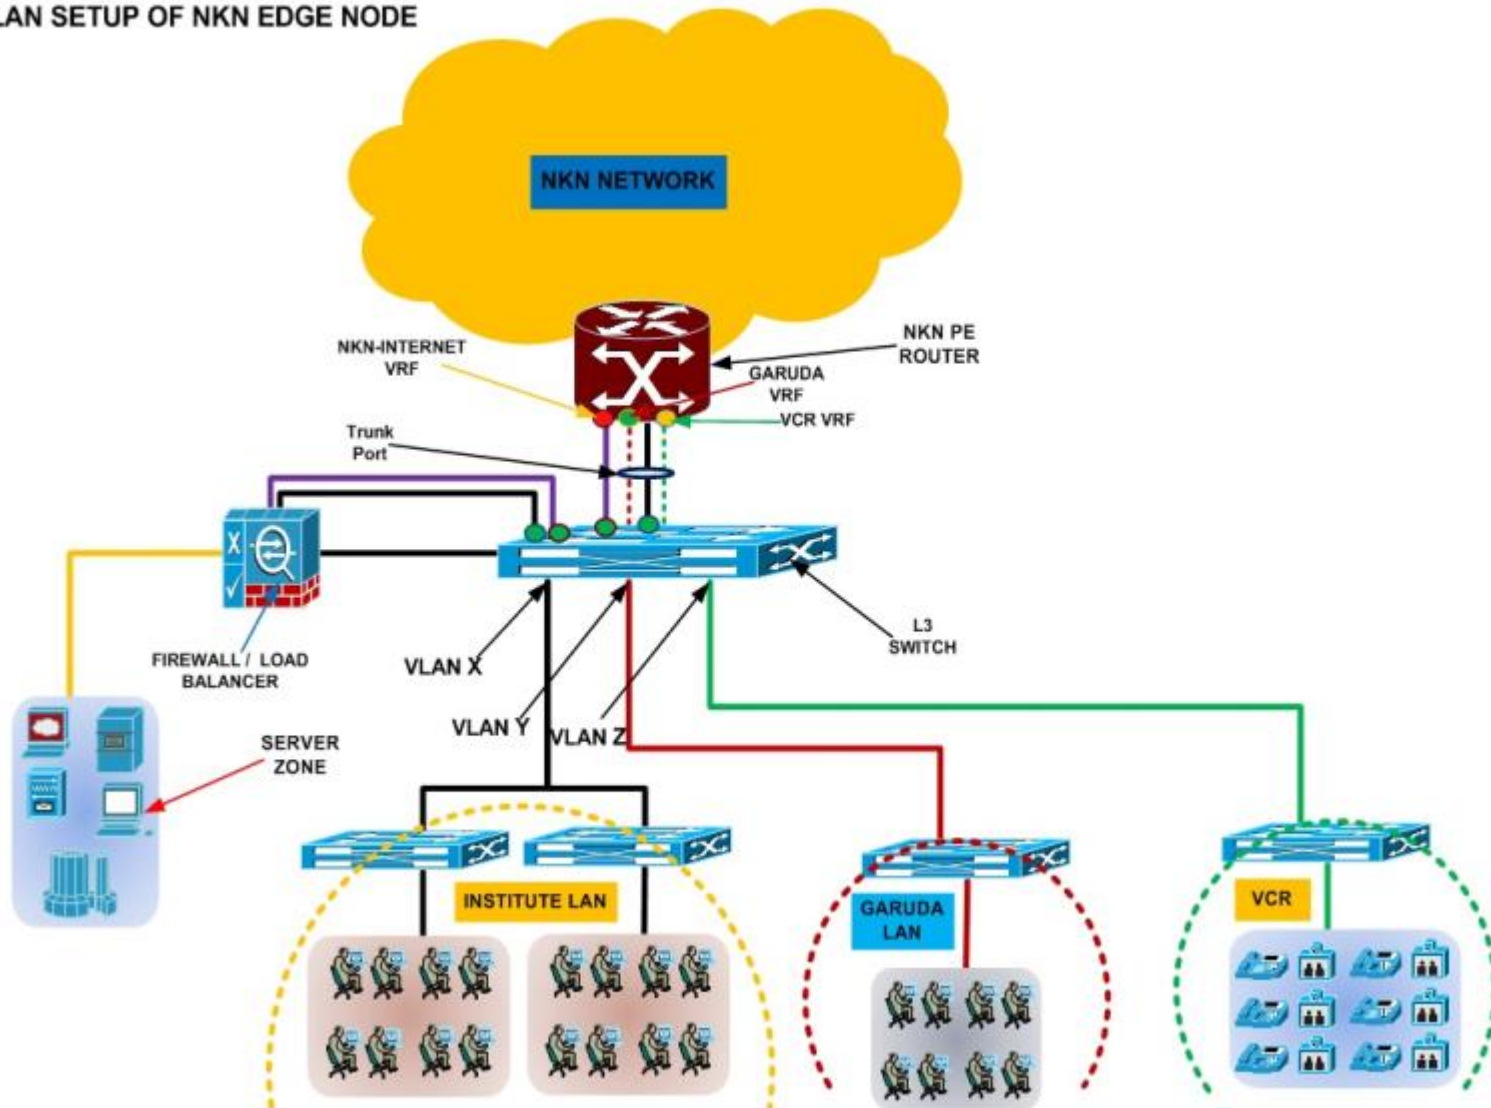 LAN SETUP OF NKN EDGE NODE
NKN NETWORK
NKN PE
ROUTER
NKN-INTERNET
VRF
GARUDA
VRF
VCR VRF
Trunk
Port
L3
SWITCH
FIREWALL / LOAD
BALANCER
VLAN X
VLAN Y
VLAN Z
SERVER
ZONE
INSTITUTE LAN
GARUDA
LAN
VCR